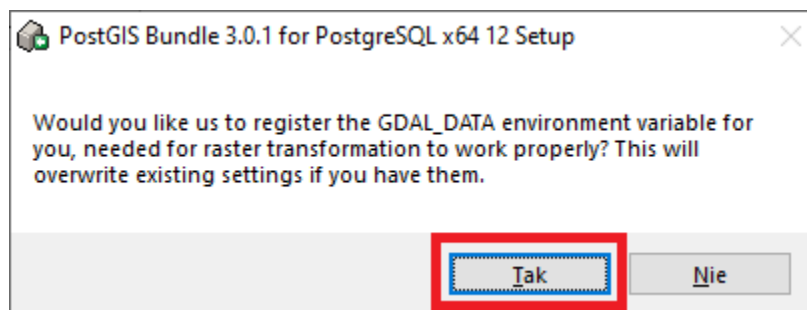 PostGIS Bundle 3.0.1 for PostgreSQL x64 12 Setup
Would you like us to register the GDAL_DATA environment variable for
you, needed for raster transformation to work properly? This will
overwrite existing settings if you have them.
Tak Nie